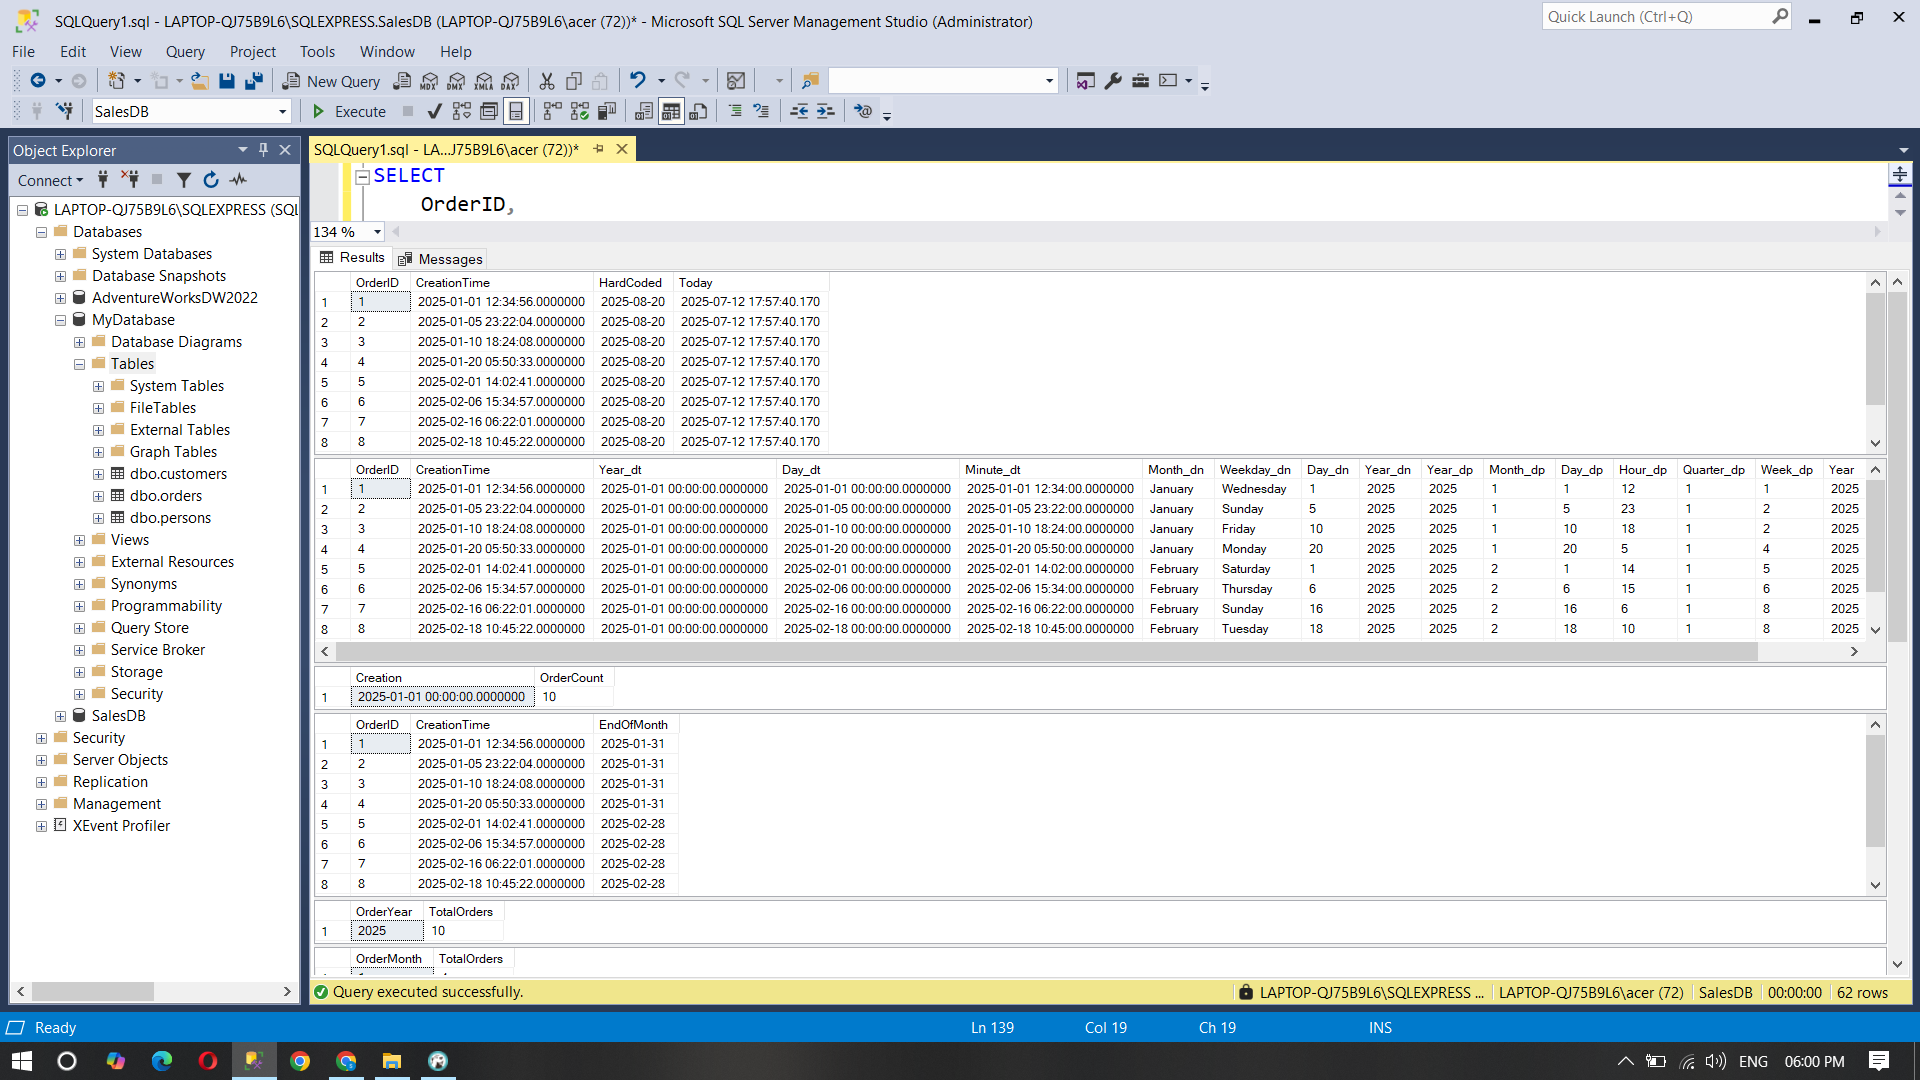 SQLQuery1.sql - LAPTOP-QJ75B9L6\SQLEXPRESS.SalesDB (LAPTOP-QJ75B9L6\acer (72))* - Microsoft SQL Server Management Studio (Administrator)
Quick Launch (Ctrl+Q)
File Edit View Query Project Tools Window Help
New Query MDX DMX XMLA DAX
SalesDB Execute
Object Explorer
Connect
LAPTOP-QJ75B9L6\SQLEXPRESS (SQL
Databases
System Databases
Database Snapshots
AdventureWorksDW2022
MyDatabase
Database Diagrams
Tables
System Tables
FileTables
External Tables
Graph Tables
dbo.customers
dbo.orders
dbo.persons
Views
External Resources
Synonyms
Programmability
Query Store
Service Broker
Storage
Security
SalesDB
Security
Server Objects
Replication
Management
XEvent Profiler
SQLQuery1.sql - LA...J75B9L6\acer (72))*
SELECT
OrderID,
134 %
Results Messages
OrderID CreationTime HardCoded Today
1 1 2025-01-01 12:34:56.0000000 2025-08-20 2025-07-12 17:57:40.170
2 2 2025-01-05 23:22:04.0000000 2025-08-20 2025-07-12 17:57:40.170
3 3 2025-01-10 18:24:08.0000000 2025-08-20 2025-07-12 17:57:40.170
4 4 2025-01-20 05:50:33.0000000 2025-08-20 2025-07-12 17:57:40.170
5 5 2025-02-01 14:02:41.0000000 2025-08-20 2025-07-12 17:57:40.170
6 6 2025-02-06 15:34:57.0000000 2025-08-20 2025-07-12 17:57:40.170
7 7 2025-02-16 06:22:01.0000000 2025-08-20 2025-07-12 17:57:40.170
8 8 2025-02-18 10:45:22.0000000 2025-08-20 2025-07-12 17:57:40.170
OrderID CreationTime Year_dt Day_dt Minute_dt Month_dn Weekday_dn Day_dn Year_dn Year_dp Month_dp Day_dp Hour_dp Quarter_dp Week_dp Year
1 1 2025-01-01 12:34:56.0000000 2025-01-01 00:00:00.0000000 2025-01-01 00:00:00.0000000 2025-01-01 12:34:00.0000000 January Wednesday 1 2025 2025 1 1 12 1 1 2025
2 2 2025-01-05 23:22:04.0000000 2025-01-01 00:00:00.0000000 2025-01-05 00:00:00.0000000 2025-01-05 23:22:00.0000000 January Sunday 5 2025 2025 1 5 23 1 2 2025
3 3 2025-01-10 18:24:08.0000000 2025-01-01 00:00:00.0000000 2025-01-10 00:00:00.0000000 2025-01-10 18:24:00.0000000 January Friday 10 2025 2025 1 10 18 1 2 2025
4 4 2025-01-20 05:50:33.0000000 2025-01-01 00:00:00.0000000 2025-01-20 00:00:00.0000000 2025-01-20 05:50:00.0000000 January Monday 20 2025 2025 1 20 5 1 4 2025
5 5 2025-02-01 14:02:41.0000000 2025-01-01 00:00:00.0000000 2025-02-01 00:00:00.0000000 2025-02-01 14:02:00.0000000 February Saturday 1 2025 2025 2 1 14 1 5 2025
6 6 2025-02-06 15:34:57.0000000 2025-01-01 00:00:00.0000000 2025-02-06 00:00:00.0000000 2025-02-06 15:34:00.0000000 February Thursday 6 2025 2025 2 6 15 1 6 2025
7 7 2025-02-16 06:22:01.0000000 2025-01-01 00:00:00.0000000 2025-02-16 00:00:00.0000000 2025-02-16 06:22:00.0000000 February Sunday 16 2025 2025 2 16 6 1 8 2025
8 8 2025-02-18 10:45:22.0000000 2025-01-01 00:00:00.0000000 2025-02-18 00:00:00.0000000 2025-02-18 10:45:00.0000000 February Tuesday 18 2025 2025 2 18 10 1 8 2025
Creation OrderCount
1 2025-01-01 00:00:00.0000000 10
OrderID CreationTime EndOfMonth
1 1 2025-01-01 12:34:56.0000000 2025-01-31
2 2 2025-01-05 23:22:04.0000000 2025-01-31
3 3 2025-01-10 18:24:08.0000000 2025-01-31
4 4 2025-01-20 05:50:33.0000000 2025-01-31
5 5 2025-02-01 14:02:41.0000000 2025-02-28
6 6 2025-02-06 15:34:57.0000000 2025-02-28
7 7 2025-02-16 06:22:01.0000000 2025-02-28
8 8 2025-02-18 10:45:22.0000000 2025-02-28
OrderYear TotalOrders
1 2025 10
OrderMonth TotalOrders
Query executed successfully. LAPTOP-QJ75B9L6\SQLEXPRESS ... LAPTOP-QJ75B9L6\acer (72) SalesDB 00:00:00 62 rows
Ready Ln 139 Col 19 Ch 19 INS
ENG 06:00 PM